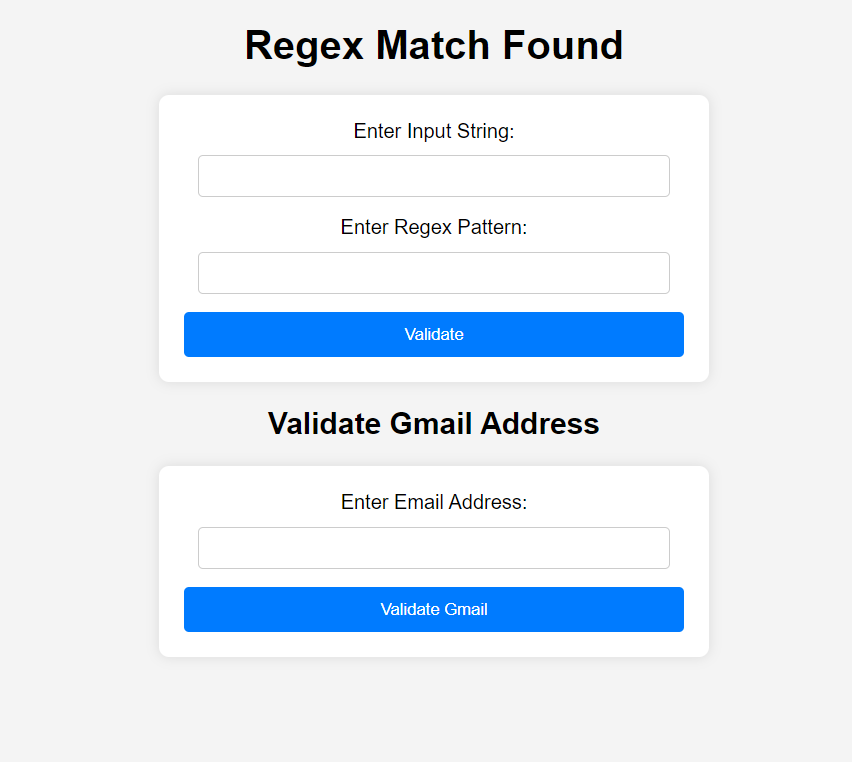 Regex Match Found
Enter Input String:
Enter Regex Pattern:
Validate
Validate Gmail Address
Enter Email Address:
Validate Gmail